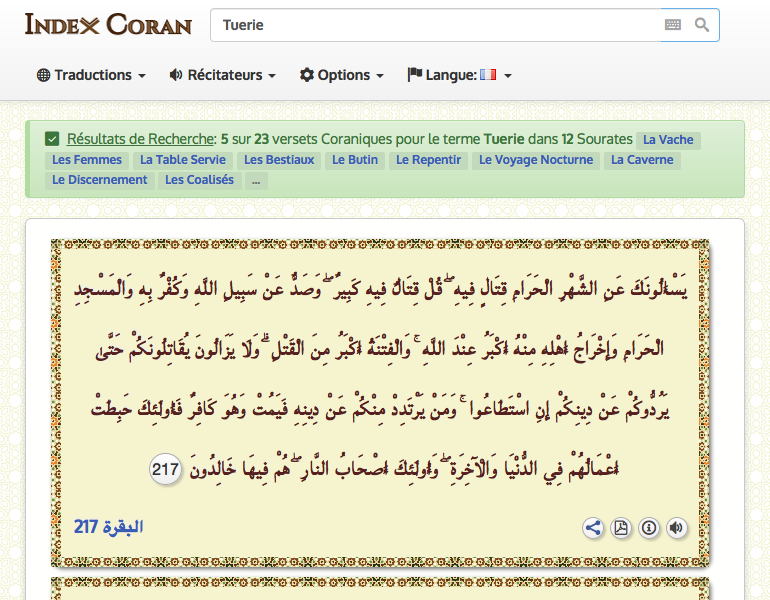 Index Coran
Tuerie
Traductions
Récitateurs
Options
Langue:
Résultats de Recherche: 5 sur 23 versets Coraniques pour le terme Tuerie dans 12 Sourates La Vache
Les Femmes La Table Servie Les Bestiaux Le Butin Le Repentir Le Voyage Nocturne La Caverne
Le Discernement Les Coalisés ...
يَسْأَلُونَكَ عَنِ الشَّهْرِ الْحَرَامِ قِتَالٍ فِيهِ ۖ قُلْ قِتَالٌ فِيهِ كَبِيرٌ ۖ وَصَدٌّ عَنْ سَبِيلِ اللَّهِ وَكُفْرٌ بِهِ وَالْمَسْجِدِ
الْحَرَامِ وَإِخْرَاجُ أَهْلِهِ مِنْهُ أَكْبَرُ عِنْدَ اللَّهِ ۚ وَالْفِتْنَةُ أَكْبَرُ مِنَ الْقَتْلِ ۗ وَلَا يَزَالُونَ يُقَاتِلُونَكُمْ حَتَّىٰ
يَرُدُّوكُمْ عَنْ دِينِكُمْ إِنِ اسْتَطَاعُوا ۚ وَمَنْ يَرْتَدِدْ مِنْكُمْ عَنْ دِينِهِ فَيَمُتْ وَهُوَ كَافِرٌ فَأُولَٰئِكَ حَبِطَتْ
أَعْمَالُهُمْ فِي الدُّنْيَا وَالْآخِرَةِ ۖ وَأُولَٰئِكَ أَصْحَابُ النَّارِ ۖ هُمْ فِيهَا خَالِدُونَ 217
البقرة 217